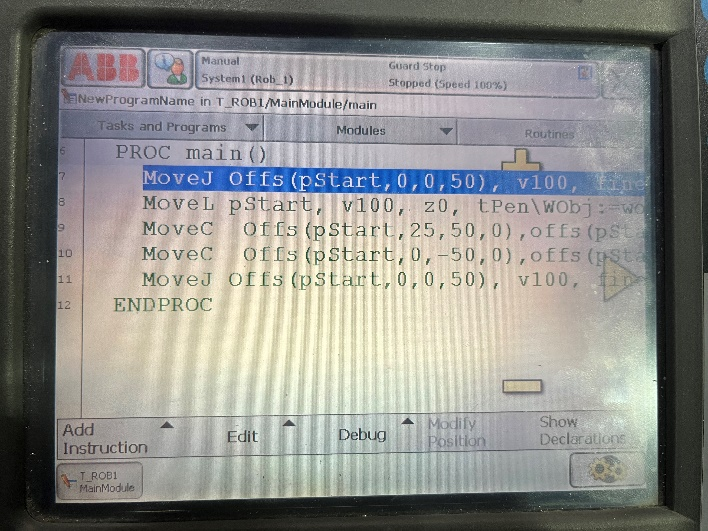 ABB
Manual
System1 (Rob_1)
Guard Stop
Stopped (Speed 100%)
NewProgramName in T_ROB1/MainModule/main
Tasks and Programs
Modules
Routines
6 PROC main()
7 MoveJ Offs(pStart,0,0,50), v100, fine
8 MoveL pStart, v100, z0, tPen\WObj:=wo
9 MoveC Offs(pStart,25,50,0),offs(pSta
10 MoveC Offs(pStart,0,-50,0),offs(pSta
11 MoveJ Offs(pStart,0,0,50), v100, fin
12 ENDPROC
Add
Instruction
Edit
Debug
Modify
Position
Show
Declarations
T_ROB1
MainModule